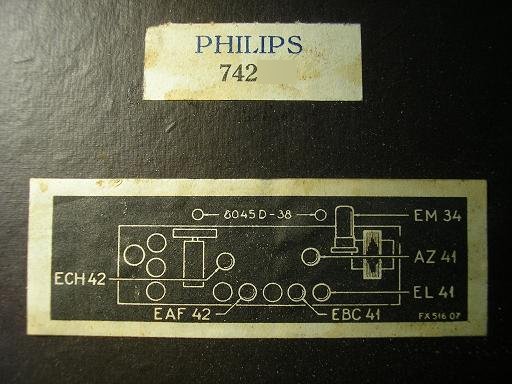 PHILIPS
742
8045 D-38
EM 34
AZ 41
ECH 42
EL 41
EAF 42
EBC 41
FX 516 07